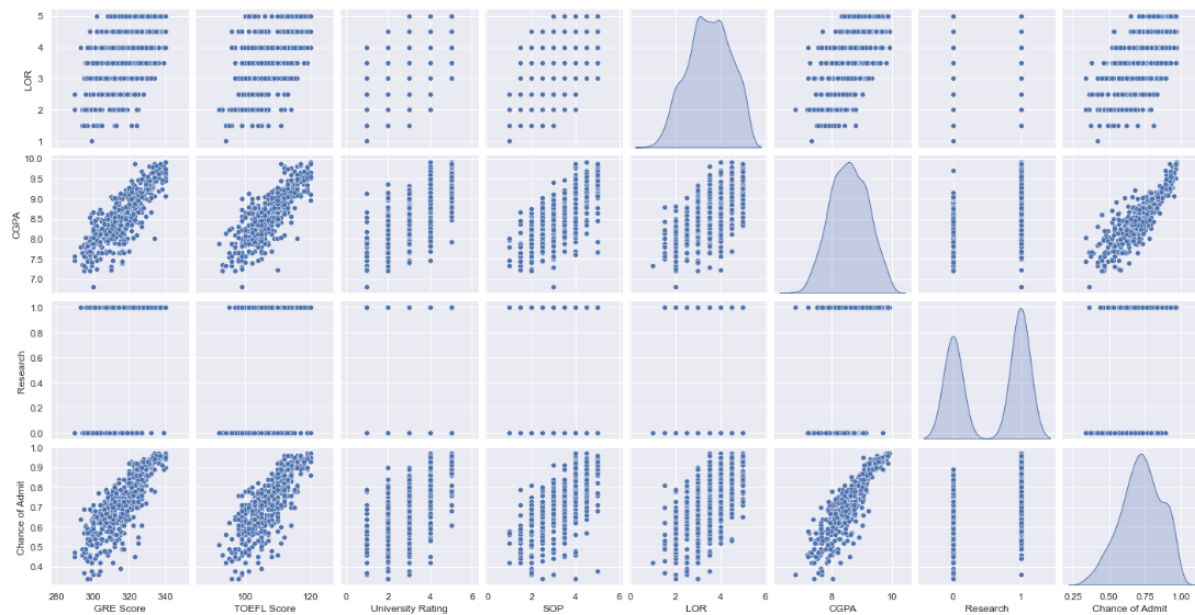 LOR
5
4
3
2
1
CGPA
10.0
9.5
9.0
8.5
8.0
7.5
7.0
Research
1.0
0.8
0.6
0.4
0.2
0.0
Chance of Admit
0.9
0.8
0.7
0.6
0.5
0.4
280 300 320 340
100 120
0 2 4 6
0 2 4 6
2 4 6
8 10
0 1
0.25 0.50 0.75 1.00
GRE Score TOEFL Score University Rating SOP LOR CGPA Research Chance of Admit